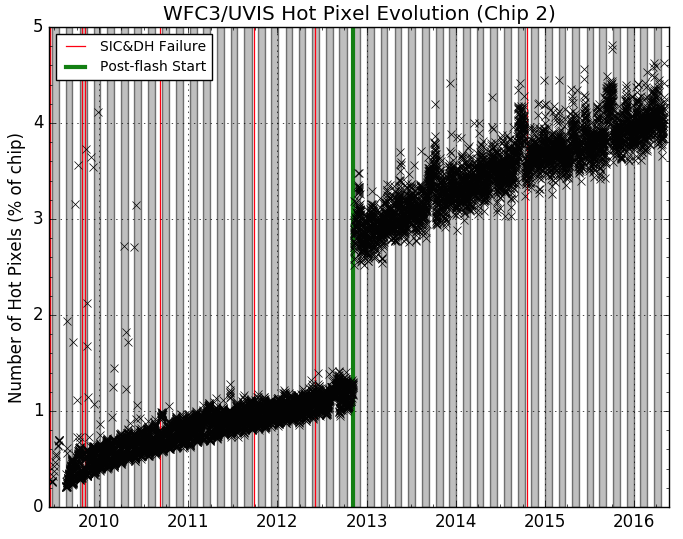 WFC3/UVIS Hot Pixel Evolution (Chip 2)
SIC&DH Failure
Post-flash Start
Number of Hot Pixels (% of chip)
5
4
3
2
1
0
2010 2011 2012 2013 2014 2015 2016